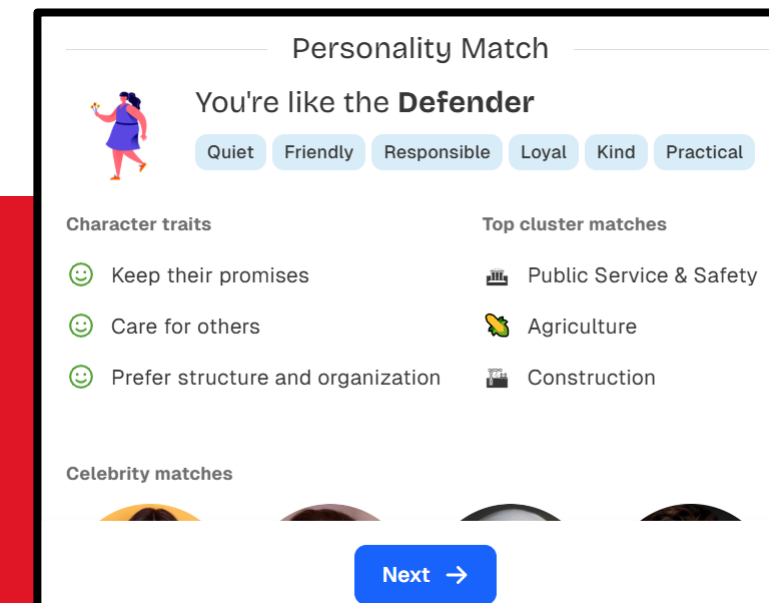 Personality Match
You're like the Defender
Quiet Friendly Responsible Loyal Kind Practical
Character traits
Keep their promises
Care for others
Prefer structure and organization
Top cluster matches
Public Service & Safety
Agriculture
Construction
Celebrity matches
Next